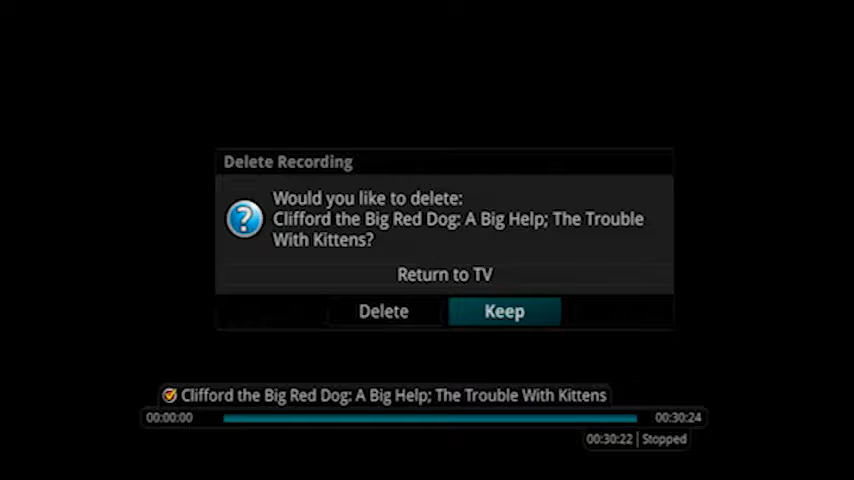 Delete Recording
Would you like to delete:
Clifford the Big Red Dog: A Big Help; The Trouble
With Kittens?
Return to TV
Delete Keep
Clifford the Big Red Dog: A Big Help; The Trouble With Kittens
00:00:00 00:30:24
00:30:22 | Stopped